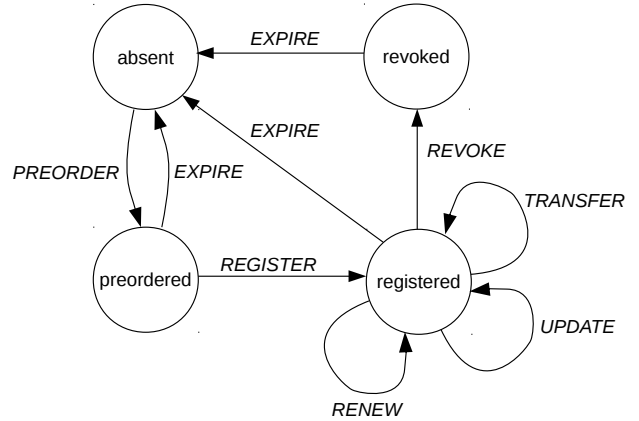 EXPIRE
absent
revoked
EXPIRE
REVOKE
PREORDER
EXPIRE
TRANSFER
REGISTER
preordered
registered
UPDATE
RENEW